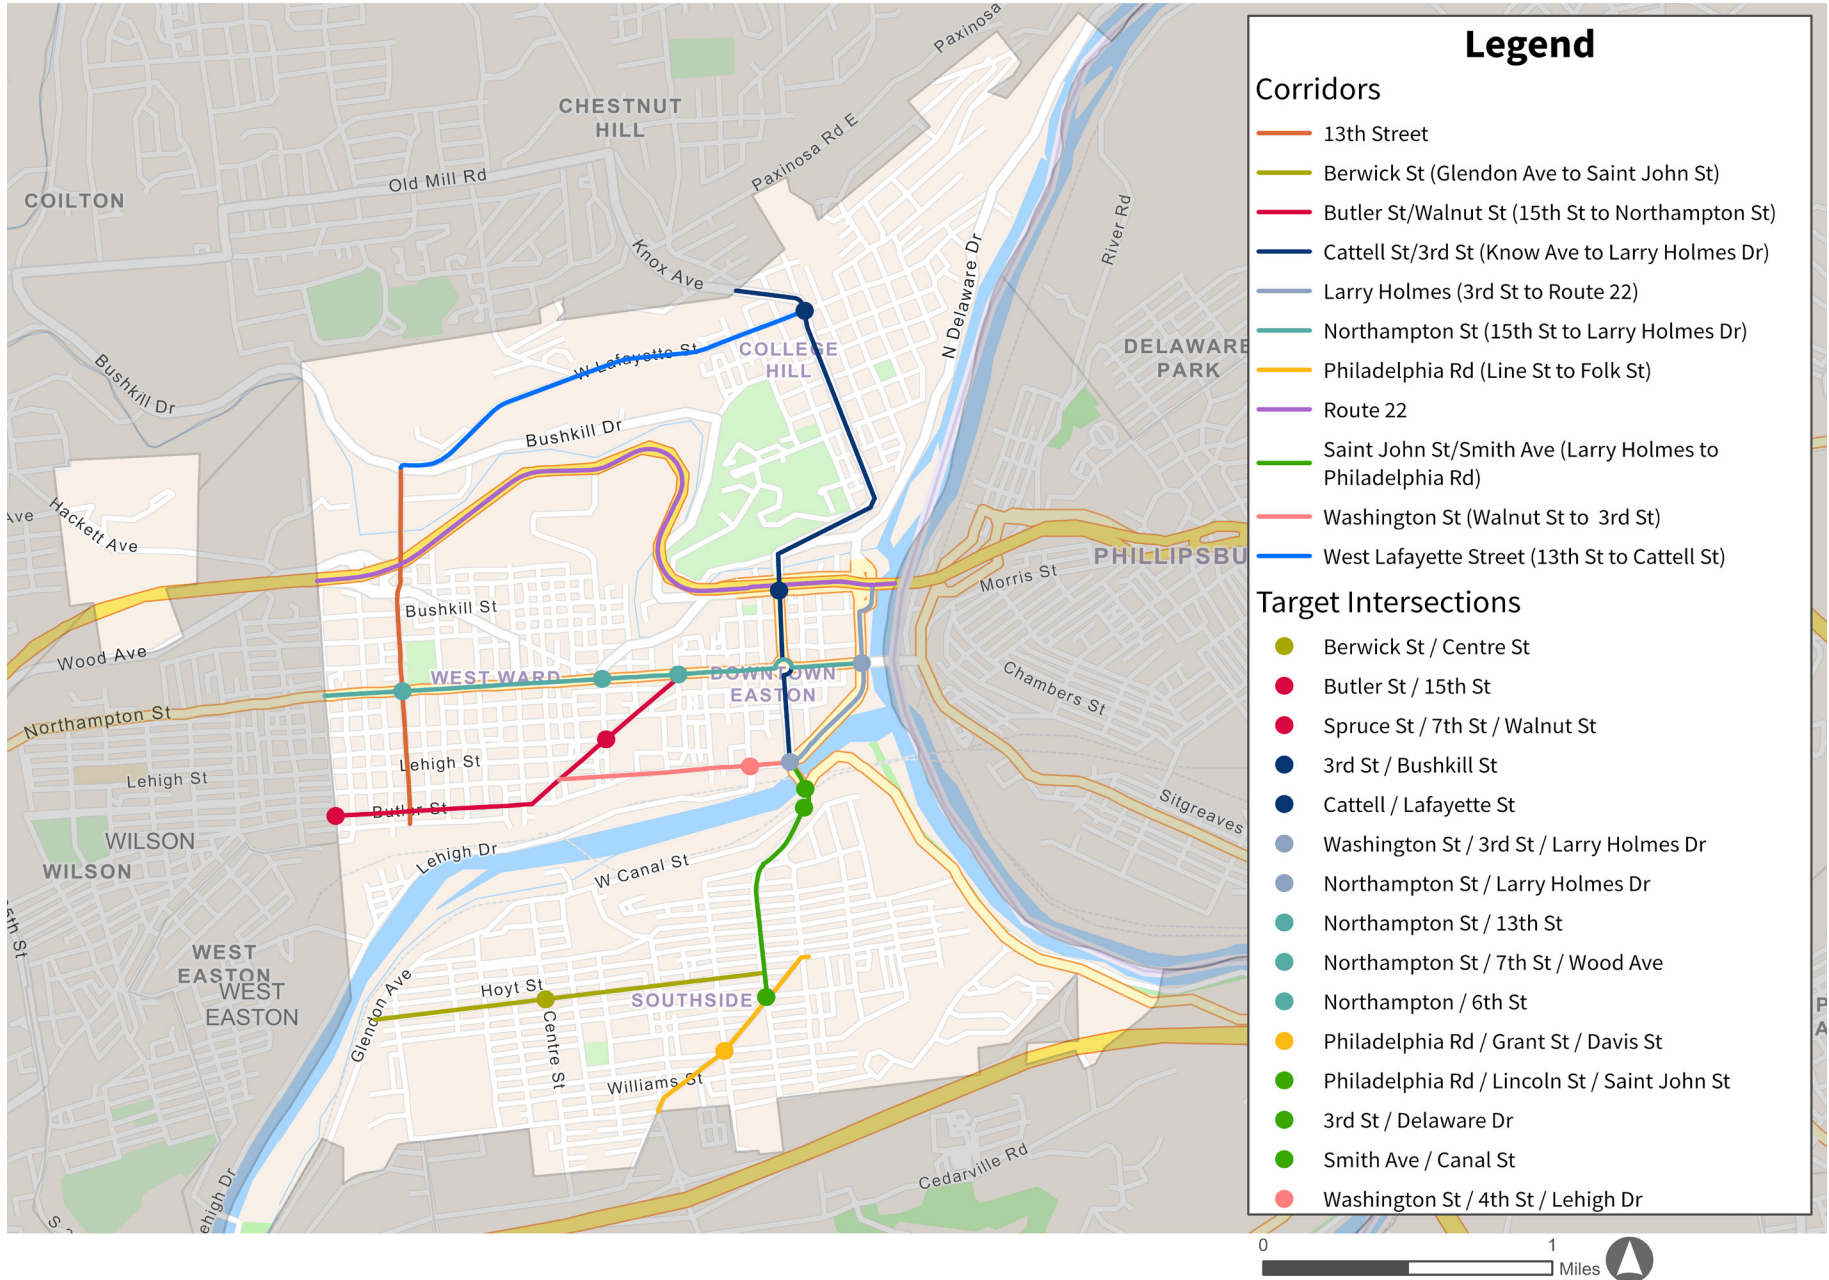 Paxinosa
CHESTNUT
HILL
Paxinosa Rd E
Old Mill Rd
COILTON
River Rd
Knox Ave
N Delaware Dr
DELAWARE
PARK
COLLEGE
HILL
W Lafayette St
Bushkill Dr
Bushkill Dr
Hackett Ave
Ave
PHILLIPSBU
Morris St
Bushkill St
Wood Ave
WEST WARD
DOWNTOWN
EASTON
Chambers St
Northampton St
Lehigh St
Lehigh St
Butler St
Sitgreaves
WILSON
WILSON
Lehigh Dr
W Canal St
5th St
WEST
EASTON
WEST
EASTON
Hoyt St
SOUTHSIDE
Glendon Ave
Centre St
Williams St
Cedarville Rd
ehigh Dr
P
A
Legend
Corridors
13th Street
Berwick St (Glendon Ave to Saint John St)
Butler St/Walnut St (15th St to Northampton St)
Cattell St/3rd St (Know Ave to Larry Holmes Dr)
Larry Holmes (3rd St to Route 22)
Northampton St (15th St to Larry Holmes Dr)
Philadelphia Rd (Line St to Folk St)
Route 22
Saint John St/Smith Ave (Larry Holmes to
Philadelphia Rd)
Washington St (Walnut St to 3rd St)
West Lafayette Street (13th St to Cattell St)
Target Intersections
Berwick St / Centre St
Butler St / 15th St
Spruce St / 7th St / Walnut St
3rd St / Bushkill St
Cattell / Lafayette St
Washington St / 3rd St / Larry Holmes Dr
Northampton St / Larry Holmes Dr
Northampton St / 13th St
Northampton St / 7th St / Wood Ave
Northampton / 6th St
Philadelphia Rd / Grant St / Davis St
Philadelphia Rd / Lincoln St / Saint John St
3rd St / Delaware Dr
Smith Ave / Canal St
Washington St / 4th St / Lehigh Dr
0 1
Miles